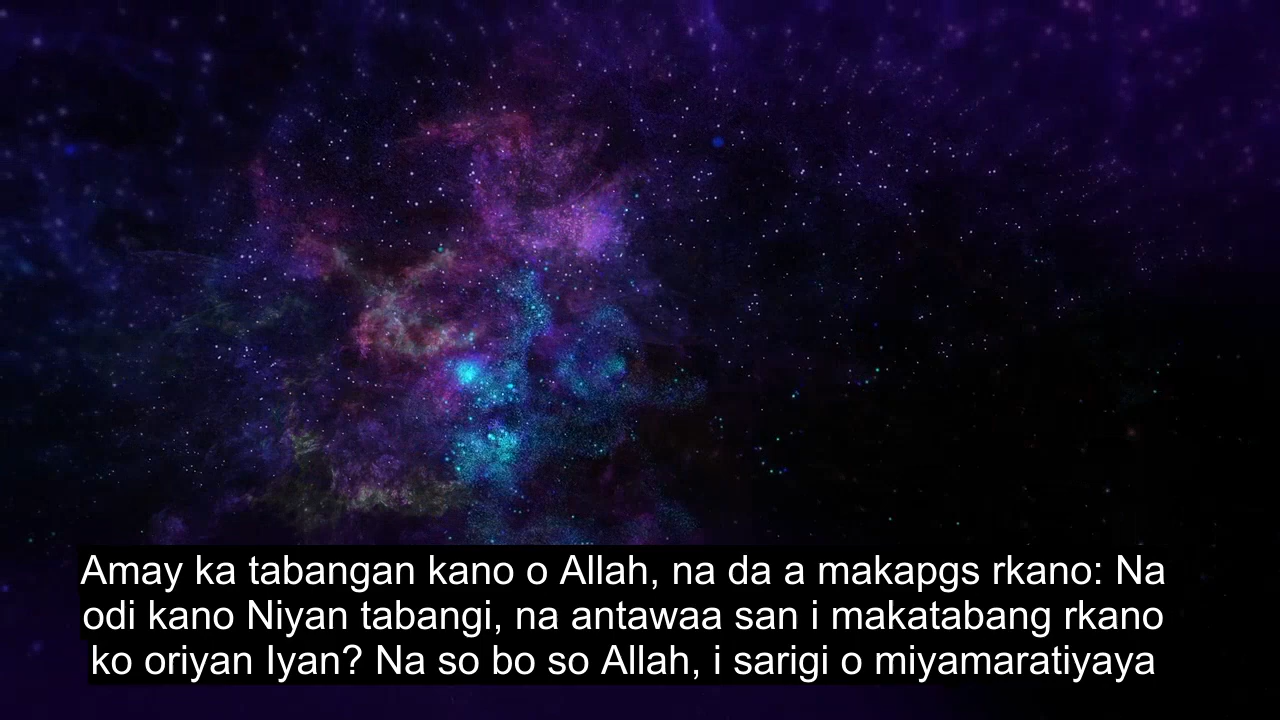 Amay ka tabangan kano o Allah, na da a makapgs rkano: Na
odi kano Niyan tabangi, na antawaa san i makatabang rkano
ko oriyan Iyan? Na so bo so Allah, i sarigi o miyamaratiyaya